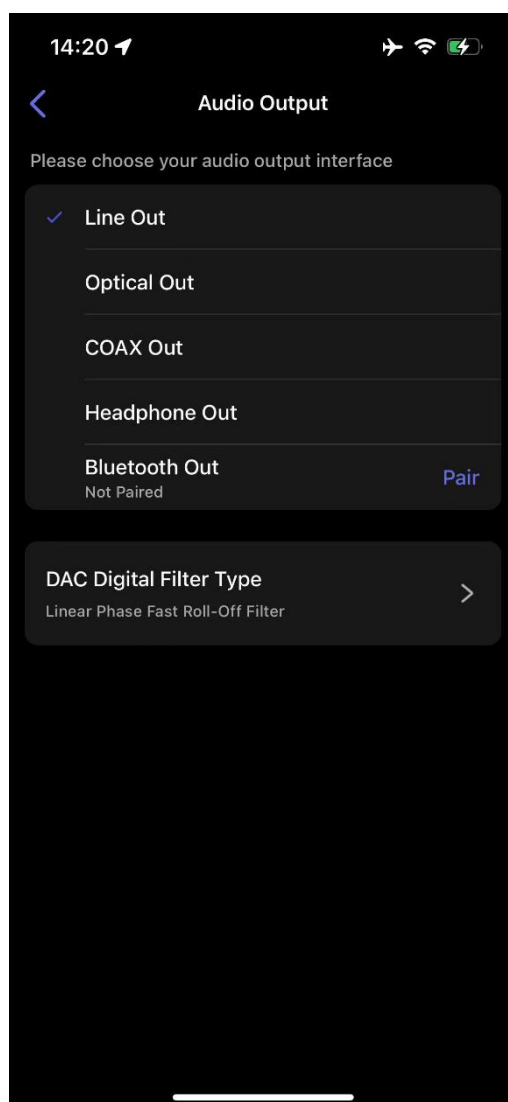 14:20
Audio Output
Please choose your audio output interface
Line Out
Optical Out
COAX Out
Headphone Out
Bluetooth Out
Not Paired
Pair
DAC Digital Filter Type
Linear Phase Fast Roll-Off Filter